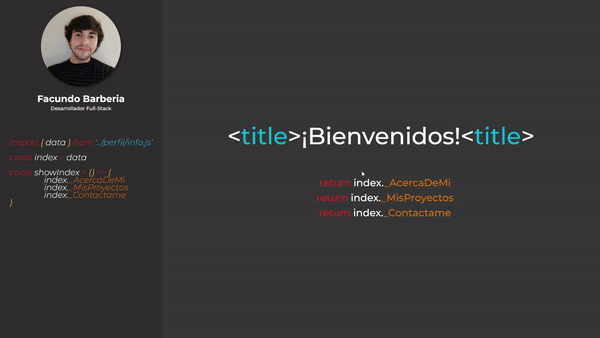 Facundo Barberia
Desarrollador Full-Stack
import { data } from './perfil/info.js'
const index = data
const showIndex = () => {
index._AcercaDeMi
index._MisProyectos
index._Contactame
}
<title>¡Bienvenidos!<title>
return index._AcercaDeMi
return index._MisProyectos
return index._Contactame